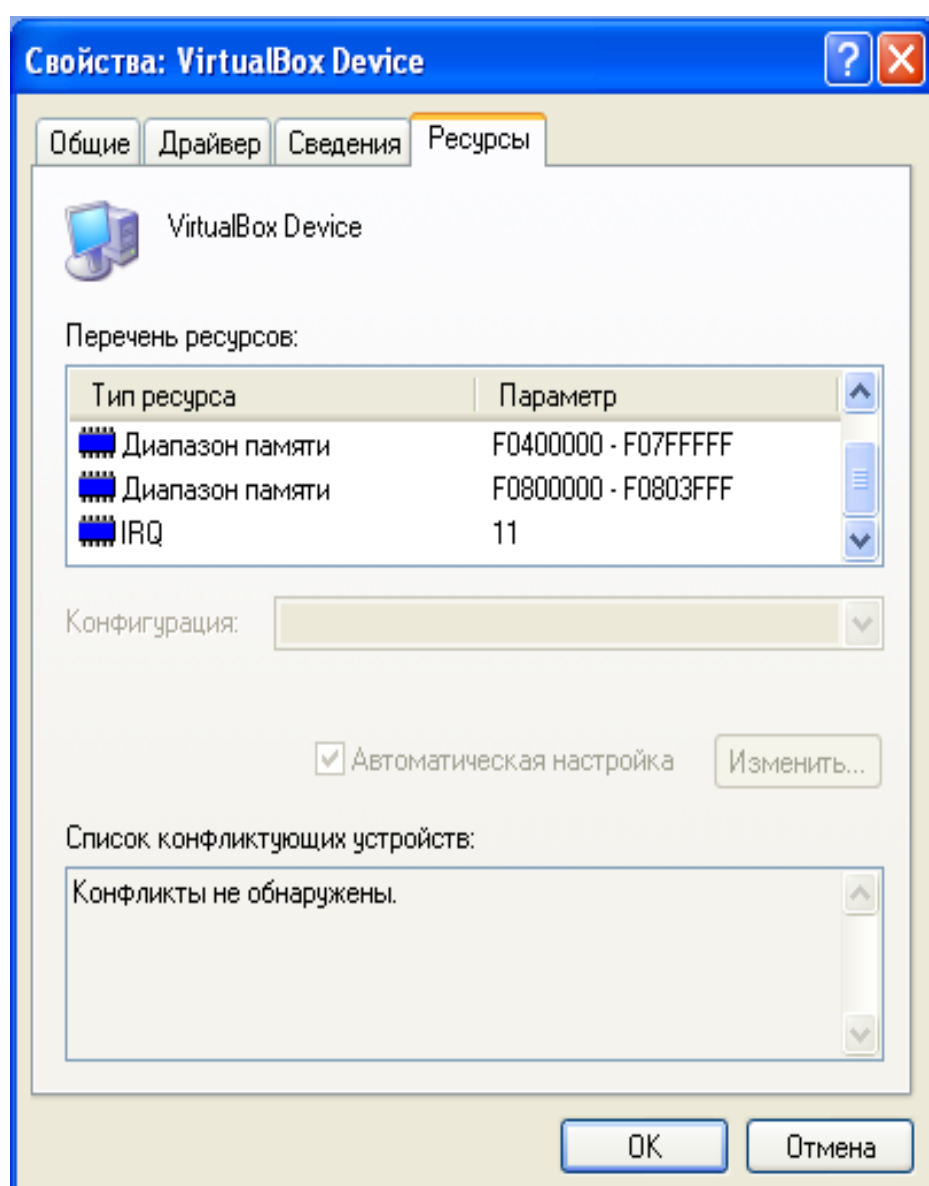 Свойства: VirtualBox Device
Общие Драйвер Сведения Ресурсы
VirtualBox Device
Перечень ресурсов:
Тип ресурса Параметр
Диапазон памяти F0400000 - F07FFFFF
Диапазон памяти F0800000 - F0803FFF
IRQ 11
Конфигурация:
Автоматическая настройка Изменить...
Список конфликтующих устройств:
Конфликты не обнаружены.
OK Отмена